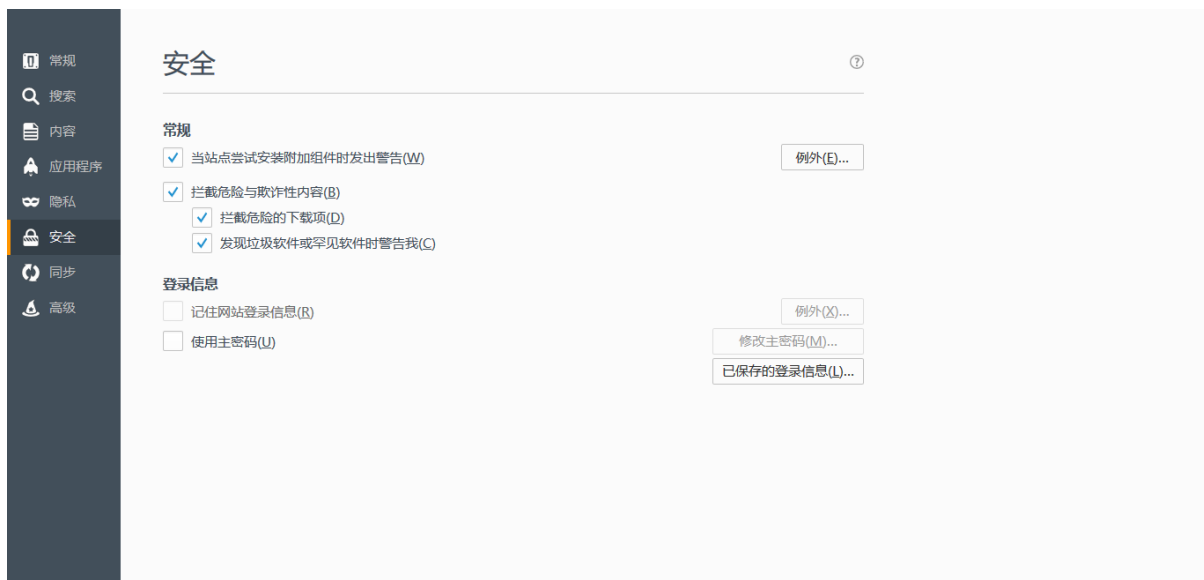 常规
搜索
内容
应用程序
隐私
安全
同步
高级
安全
常规
当站点尝试安装附加组件时发出警告(W)
例外(E)...
拦截危险与欺诈性内容(B)
拦截危险的下载项(D)
发现垃圾软件或罕见软件时警告我(C)
登录信息
记住网站登录信息(R)
例外(X)...
使用主密码(U)
修改主密码(M)...
已保存的登录信息(L)...